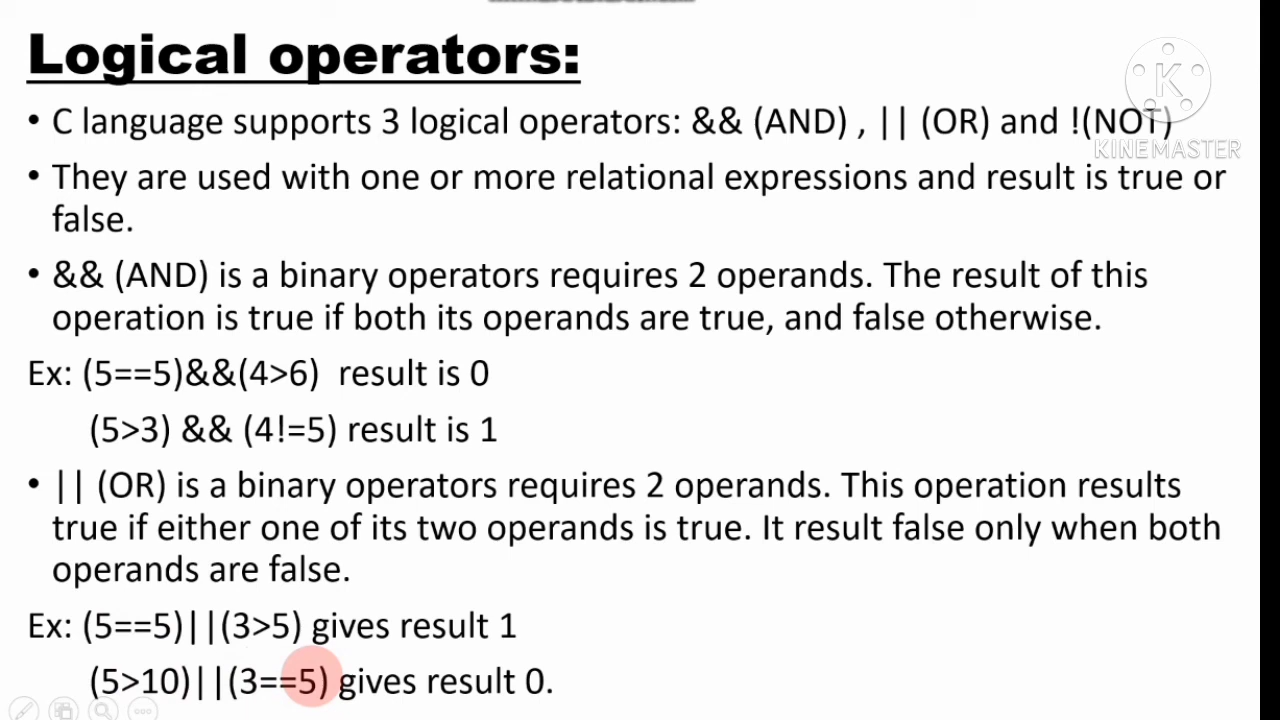 Logical operators:
• C language supports 3 logical operators: && (AND) , || (OR) and !(NOT)
K
KINEMASTER
• They are used with one or more relational expressions and result is true or
false.
• && (AND) is a binary operators requires 2 operands. The result of this
operation is true if both its operands are true, and false otherwise.
Ex: (5==5)&&(4>6) result is 0
(5>3) && (4!=5) result is 1
• || (OR) is a binary operators requires 2 operands. This operation results
true if either one of its two operands is true. It result false only when both
operands are false.
Ex: (5==5)||(3>5) gives result 1
(5>10)||(3==5) gives result 0.